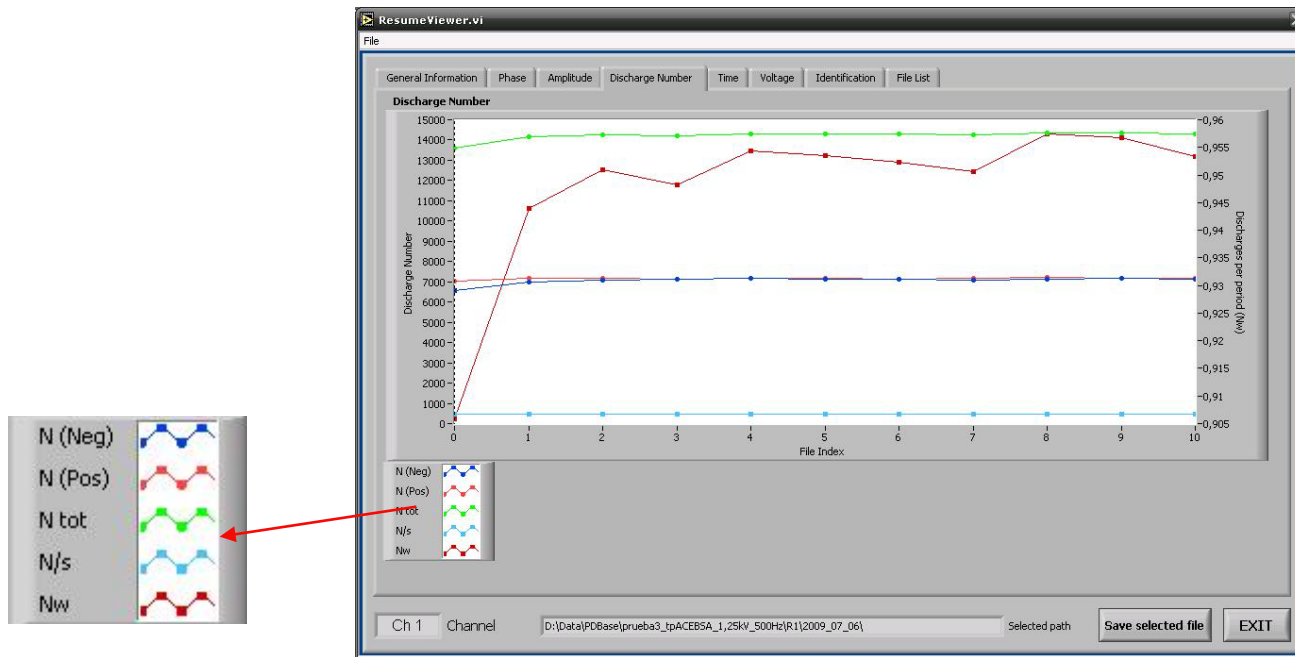 ResumeViewer.vi
File
General Information Phase Amplitude Discharge Number Time Voltage Identification File List
Discharge Number
15000
14000
13000
12000
11000
10000
9000
8000
7000
6000
5000
4000
3000
2000
1000
0
Discharge Number
0,96
0,955
0,95
0,945
0,94
0,935
0,93
0,925
0,92
0,915
0,91
0,905
Discharges per period (Nw)
0 1 2 3 4 5 6 7 8 9 10
File Index
N (Neg)
N (Pos)
N tot
N/s
Nw
N (Neg)
N (Pos)
N tot
N/s
Nw
Ch 1 Channel D:\Data\PDBase\prueba3_tpACEBSA_1,25kV_500Hz\R1\2009_07_06\ Selected path Save selected file EXIT